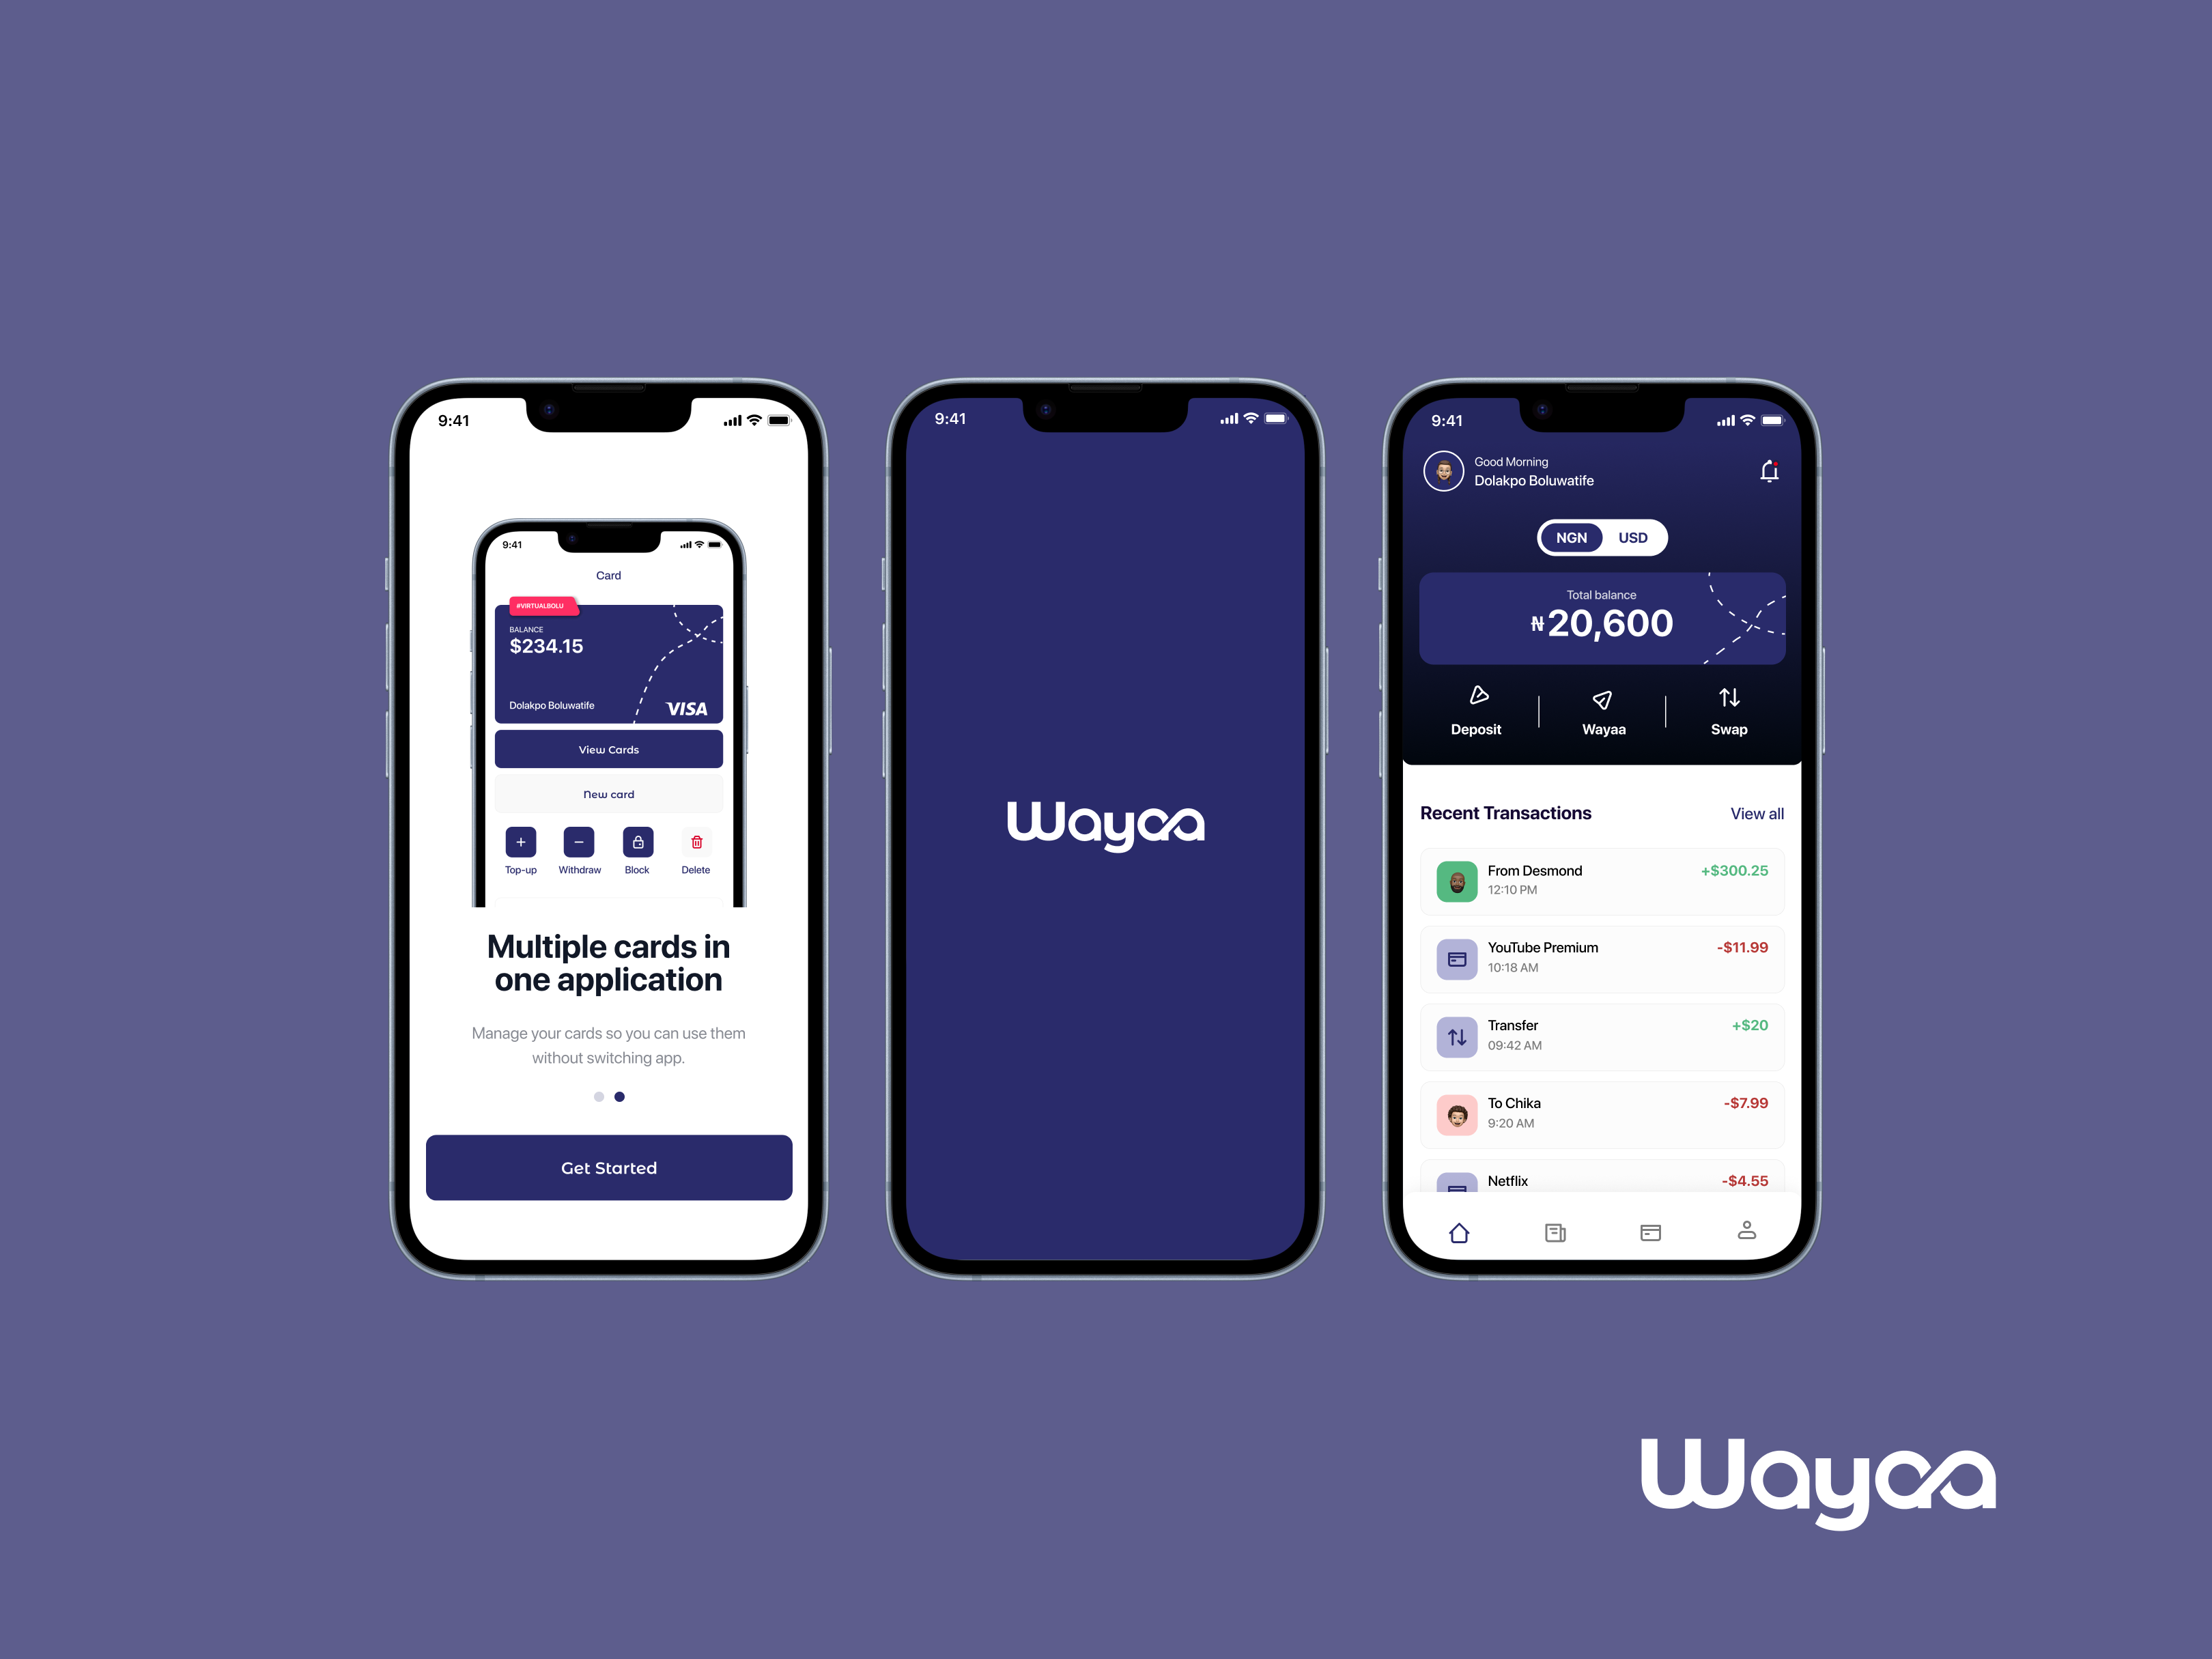 9:41
9:41
Card
#VIRTUALBOLU
BALANCE
$234.15
Dolakpo Boluwatife
VISA
View Cards
New card
Top-up
Withdraw
Block
Delete
Multiple cards in
one application
Manage your cards so you can use them
without switching app.
Get Started
9:41
Wayaa
9:41
Good Morning
Dolakpo Boluwatife
NGN
USD
Total balance
₦20,600
Deposit
Wayaa
Swap
Recent Transactions
View all
From Desmond
+$300.25
12:10 PM
YouTube Premium
-$11.99
10:18 AM
Transfer
+$20
09:42 AM
To Chika
-$7.99
9:20 AM
Netflix
-$4.55
Wayaa